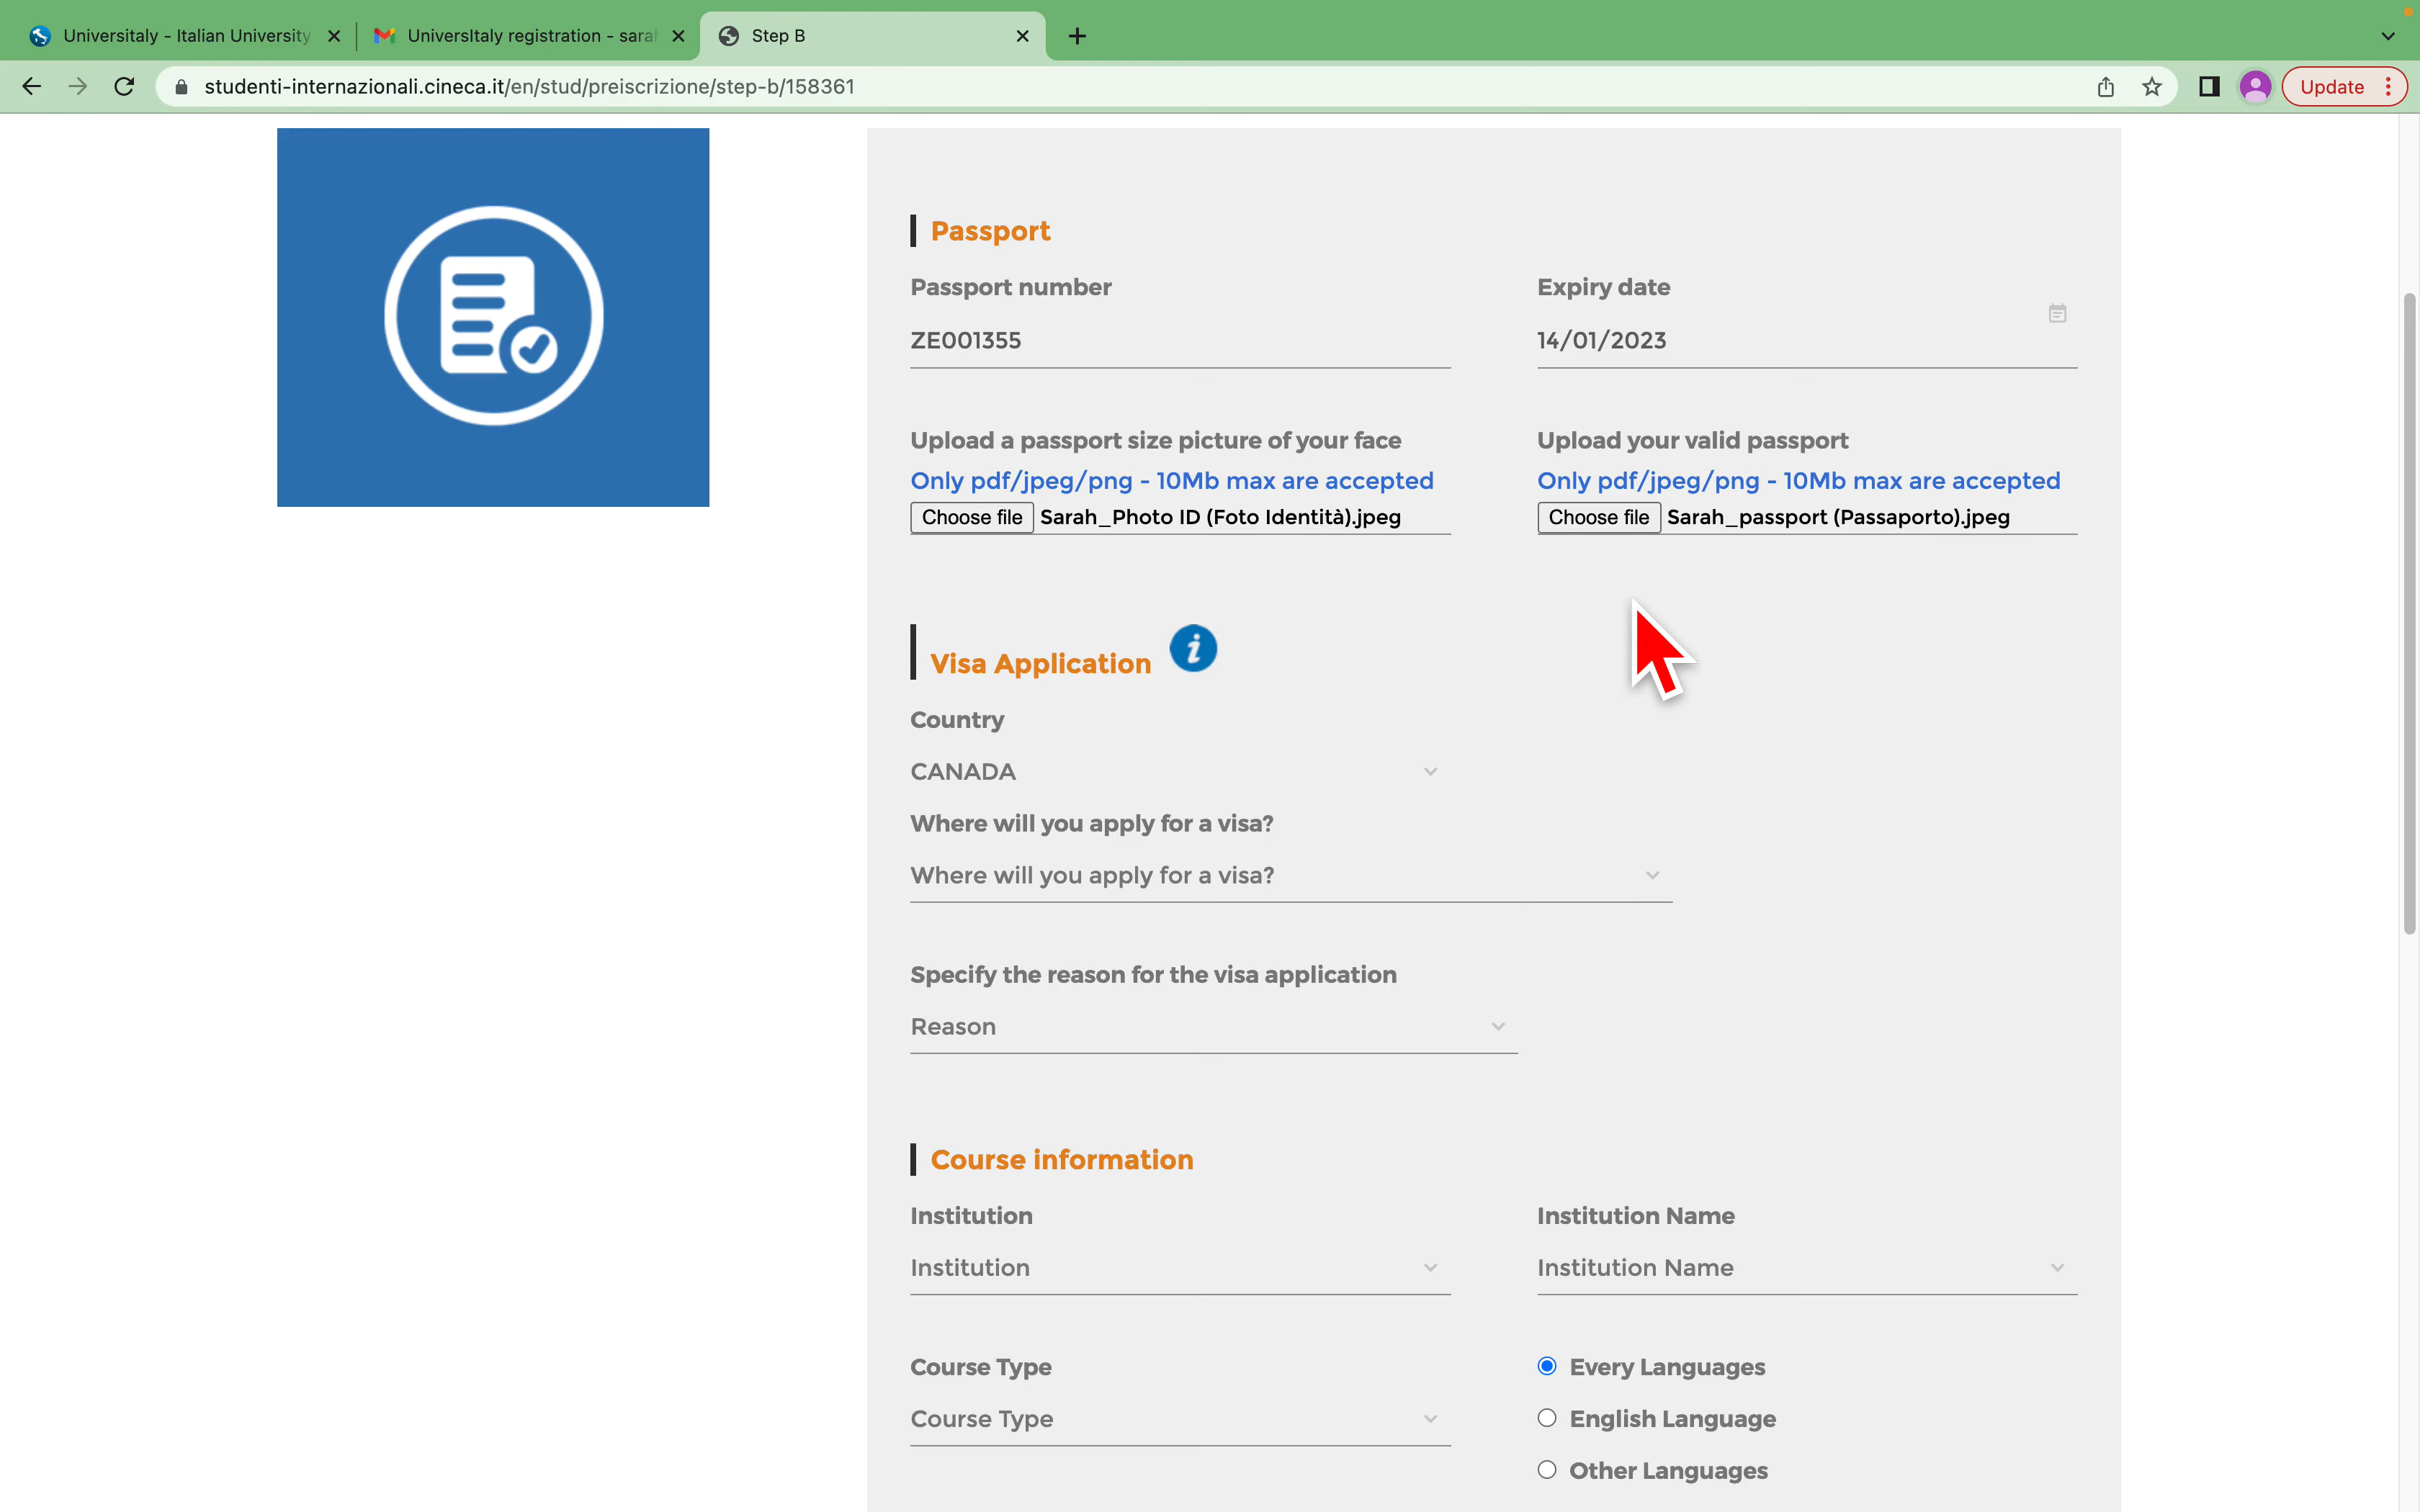 Universitaly - Italian University
UniversItaly registration - sarah
Step B
studenti-internazionali.cineca.it/en/stud/preiscrizione/step-b/158361
Update
Passport
Passport number
Expiry date
ZE001355
14/01/2023
Upload a passport size picture of your face
Upload your valid passport
Only pdf/jpeg/png - 10Mb max are accepted
Only pdf/jpeg/png - 10Mb max are accepted
Choose file Sarah_Photo ID (Foto Identità).jpeg
Choose file Sarah_passport (Passaporto).jpeg
Visa Application i
Country
CANADA
Where will you apply for a visa?
Where will you apply for a visa?
Specify the reason for the visa application
Reason
Course information
Institution
Institution Name
Institution
Institution Name
Course Type
Every Languages
Course Type
English Language
Other Languages